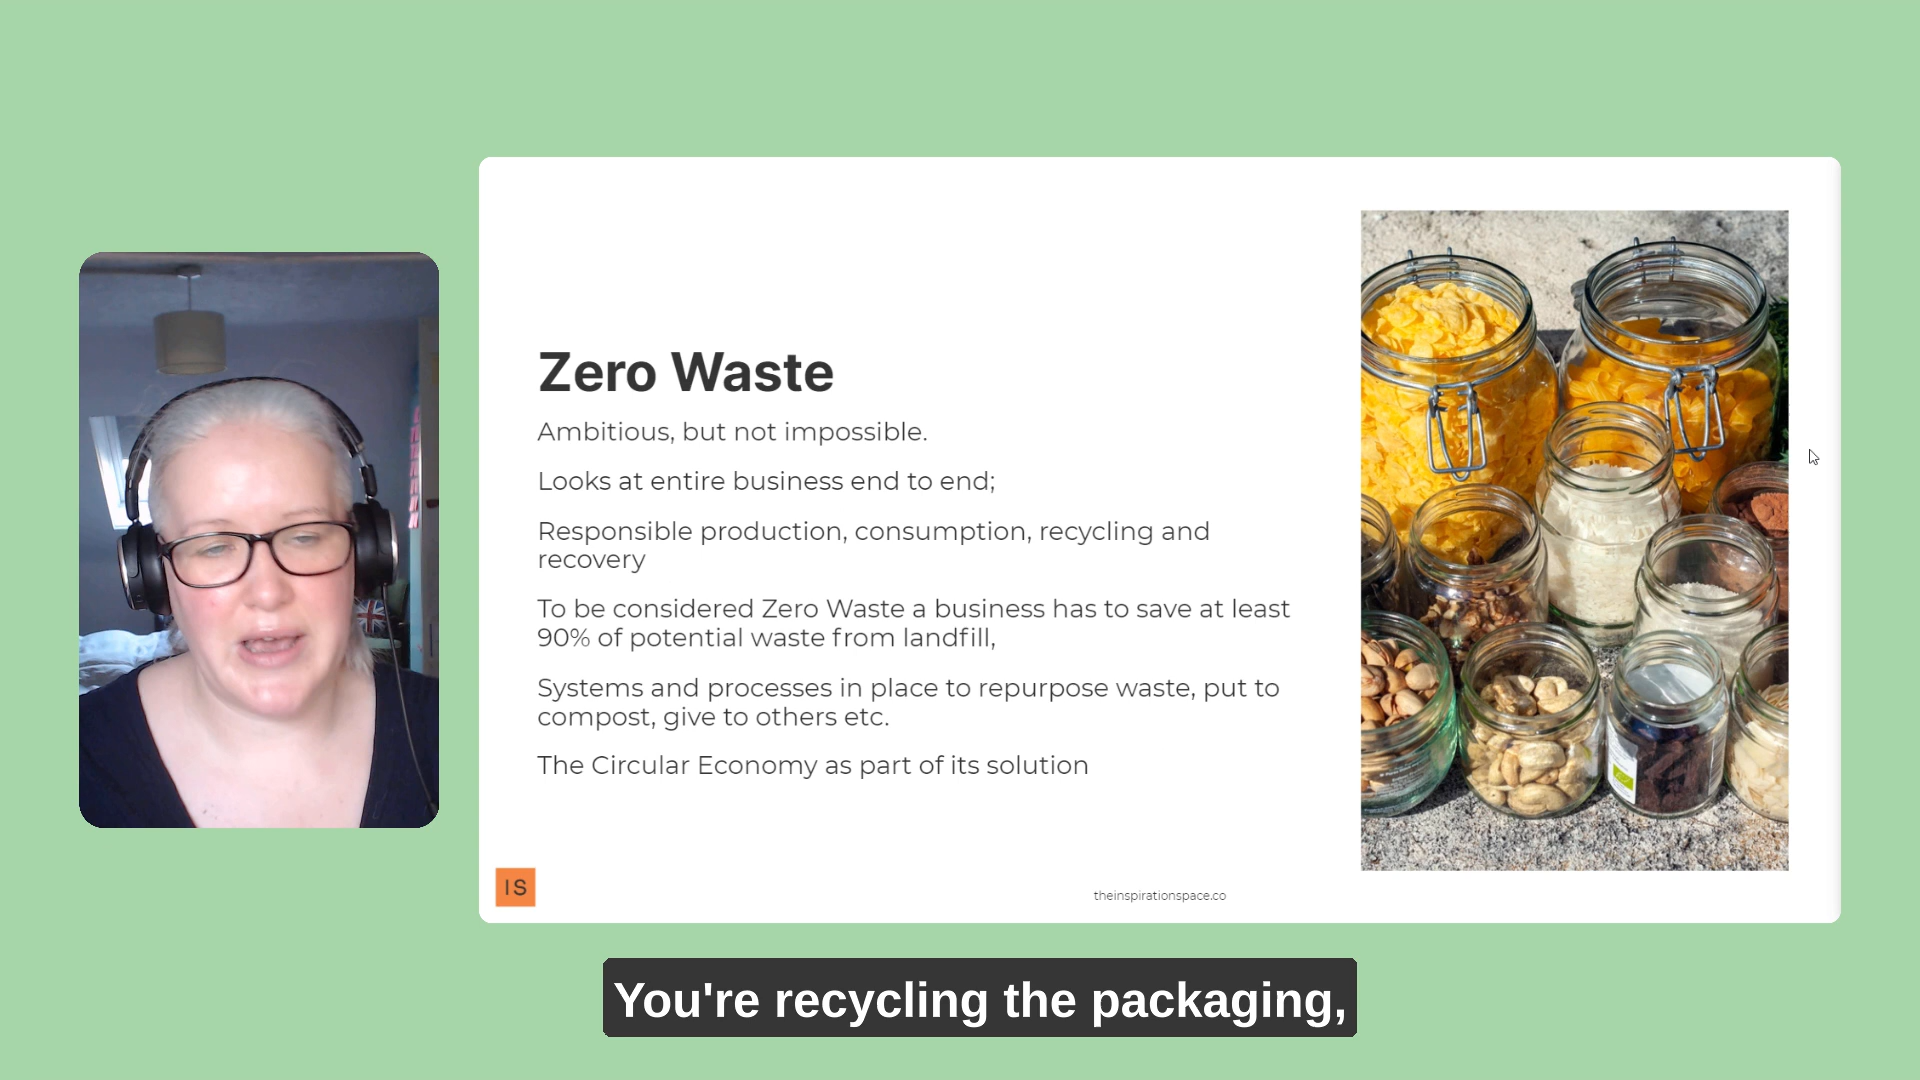 Zero Waste
Ambitious, but not impossible.
Looks at entire business end to end;
Responsible production, consumption, recycling and
recovery
To be considered Zero Waste a business has to save at least
90% of potential waste from landfill,
Systems and processes in place to repurpose waste, put to
compost, give to others etc.
The Circular Economy as part of its solution
IS
theinspirationspace.co
You're recycling the packaging,